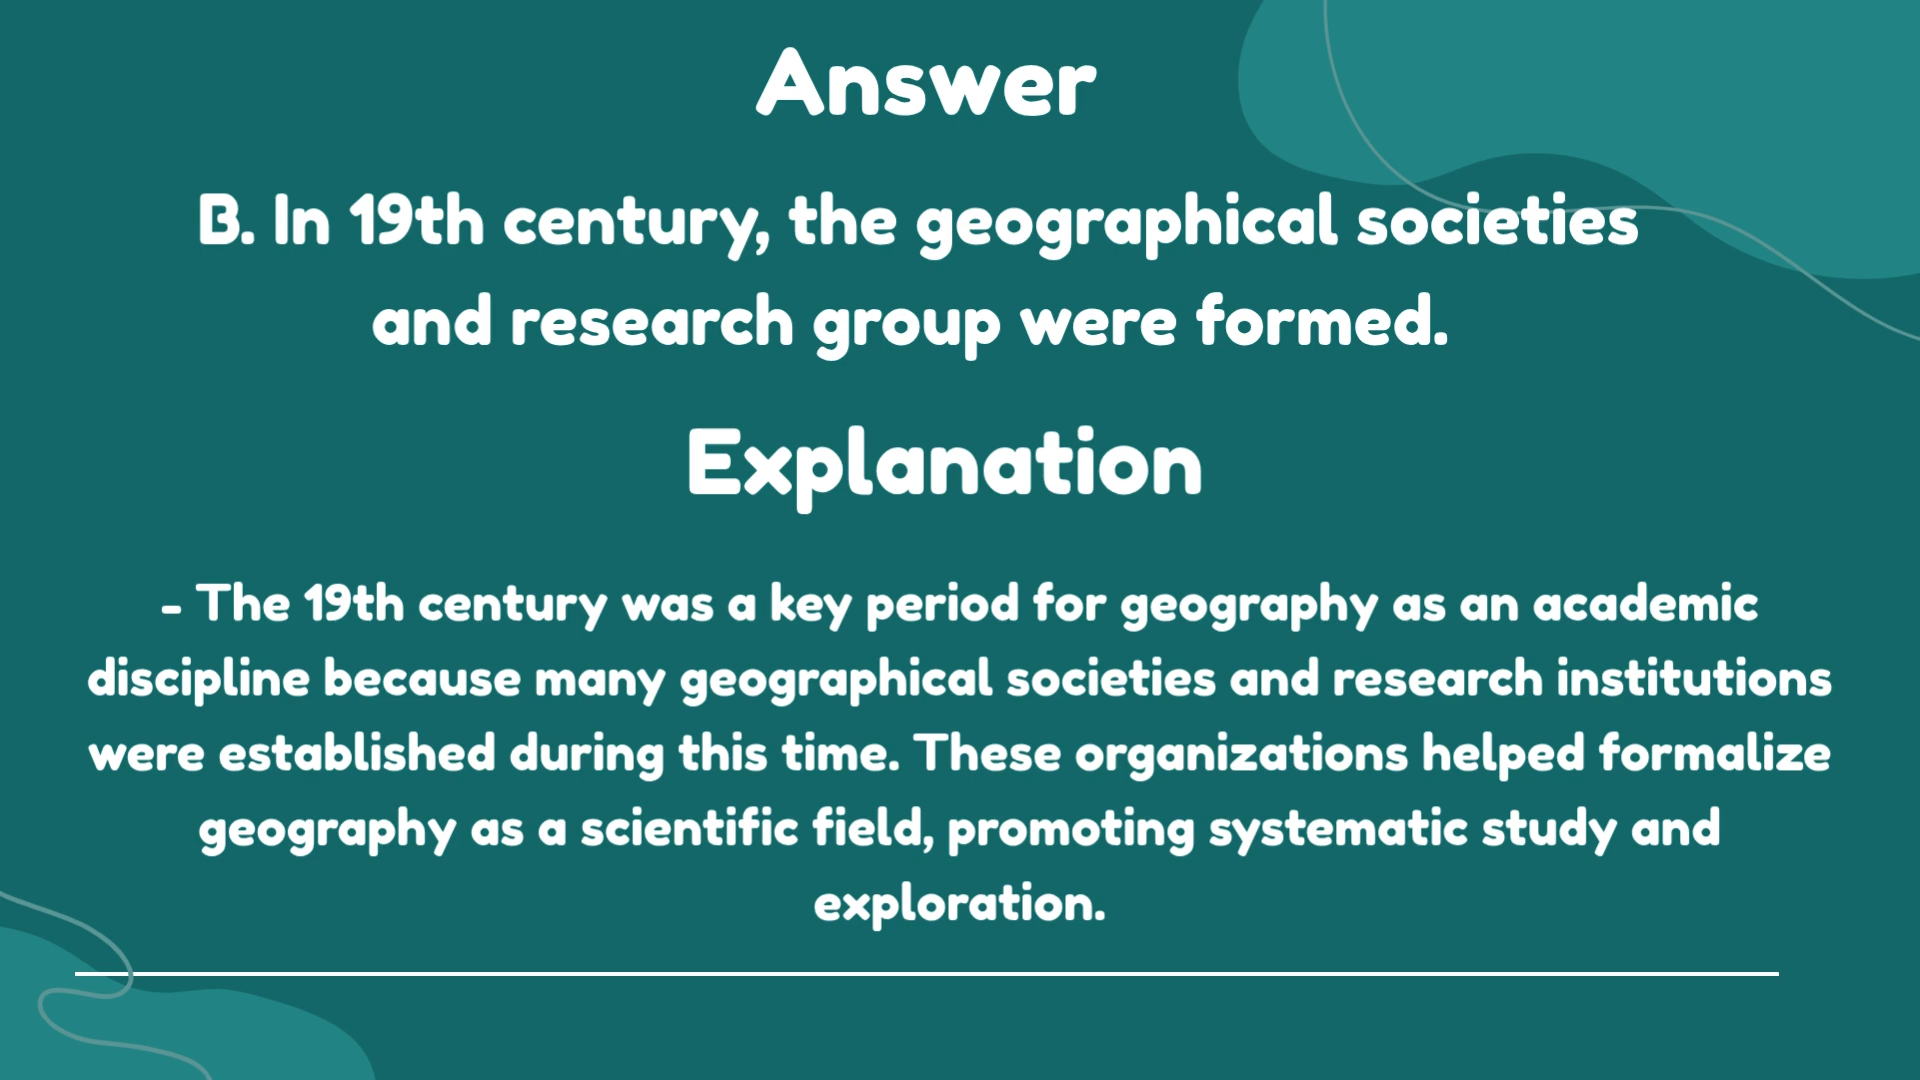 Answer
B. In 19th century, the geographical societies
and research group were formed.
Explanation
- The 19th century was a key period for geography as an academic
discipline because many geographical societies and research institutions
were established during this time. These organizations helped formalize
geography as a scientific field, promoting systematic study and
exploration.